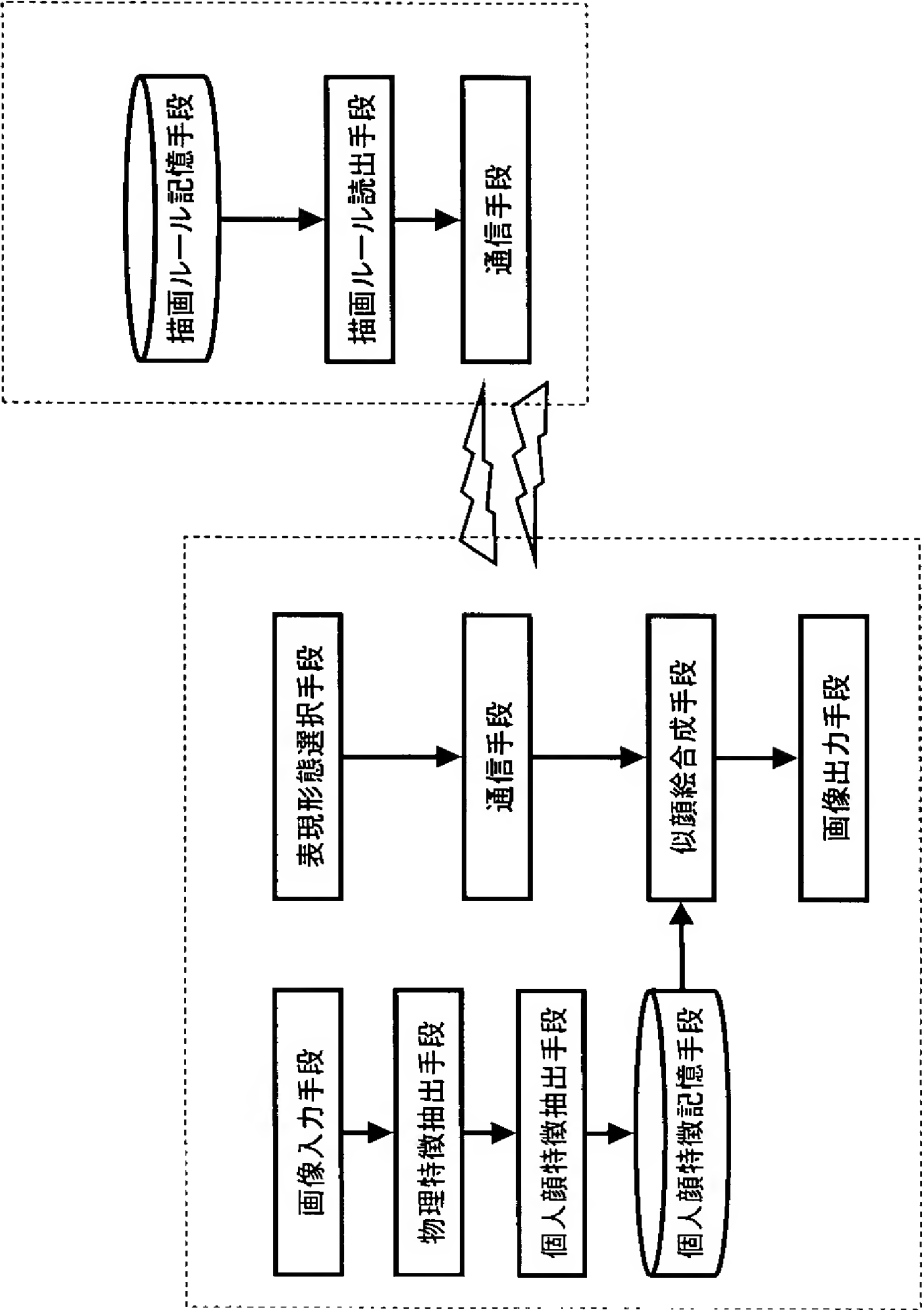 画像入力手段
物理特徴抽出手段
個人顔特徴抽出手段
個人顔特徴記憶手段
表現形態選択手段
通信手段
似顔絵合成手段
画像出力手段
描画ルール記憶手段
描画ルール読出手段
通信手段